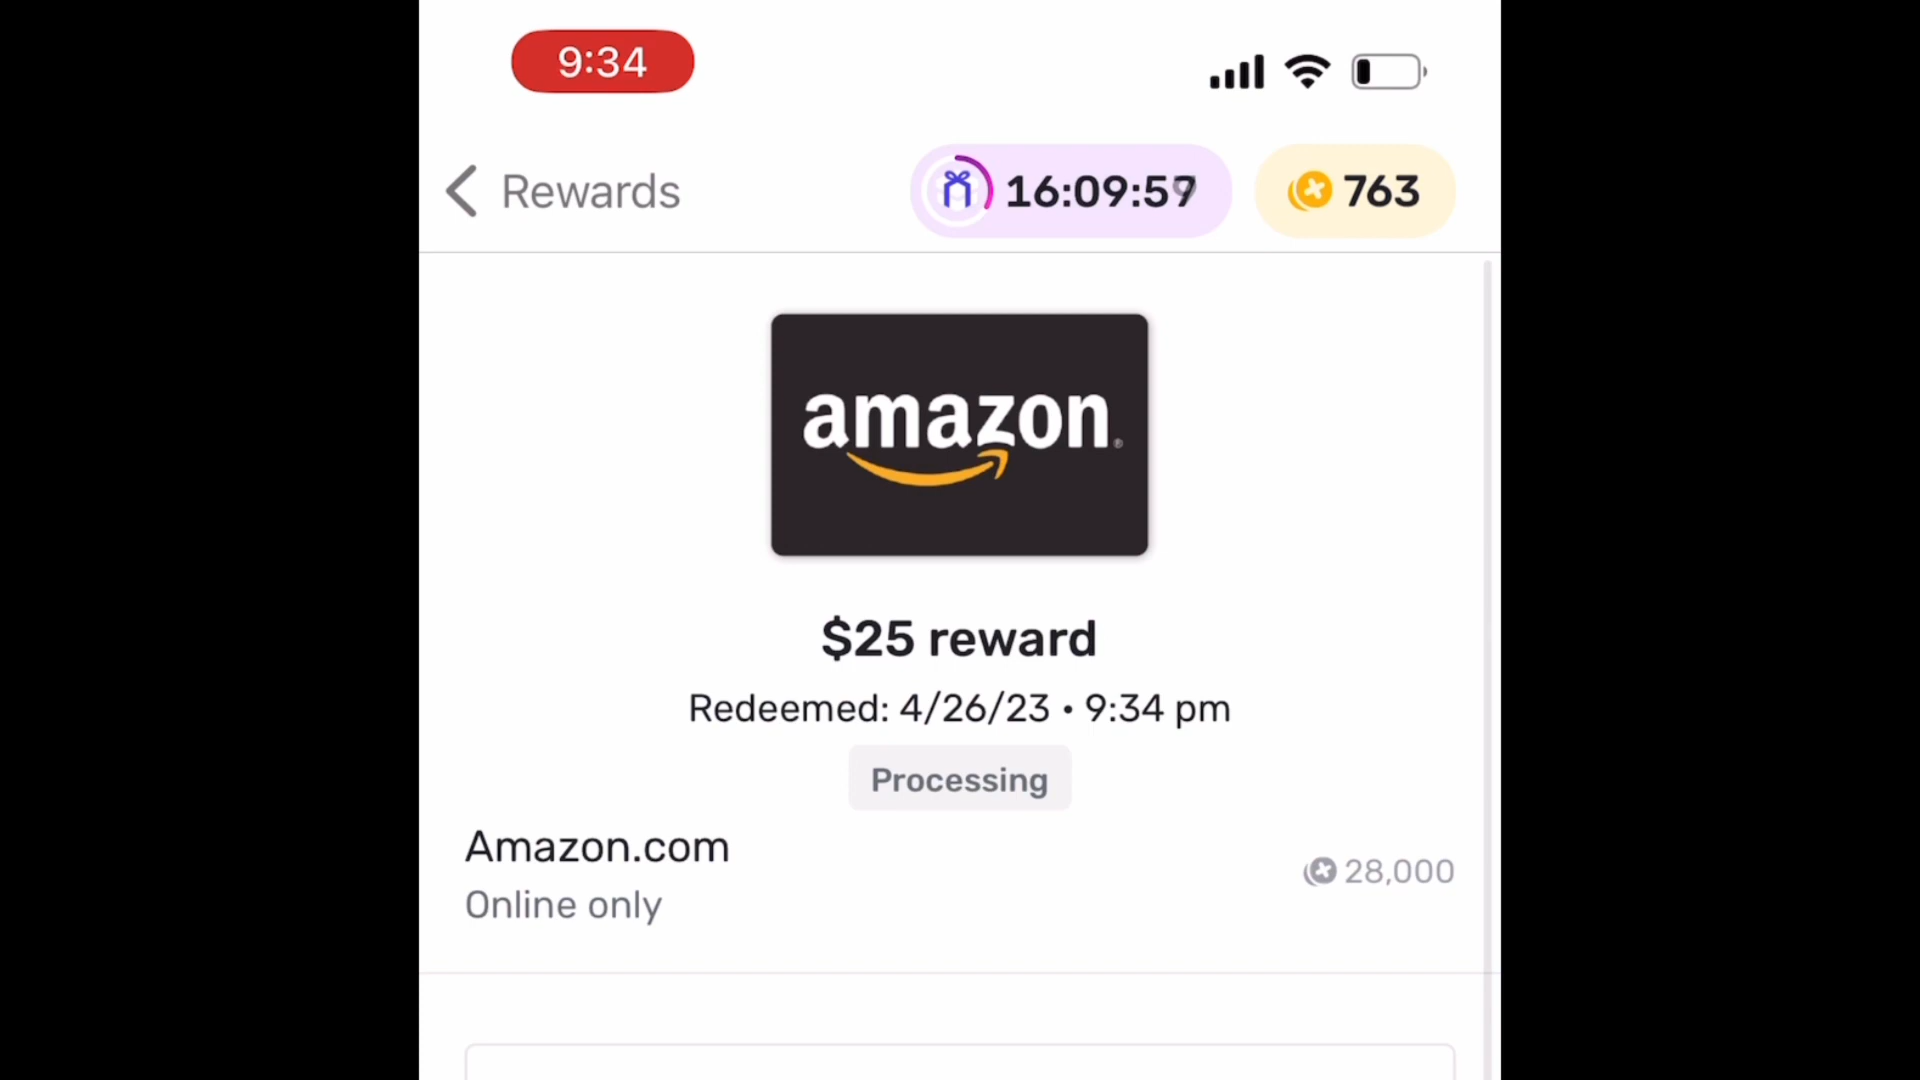 9:34
Rewards
16:09:59
763
amazon
$25 reward
Redeemed: 4/26/23 • 9:34 pm
Processing
Amazon.com
28,000
Online only